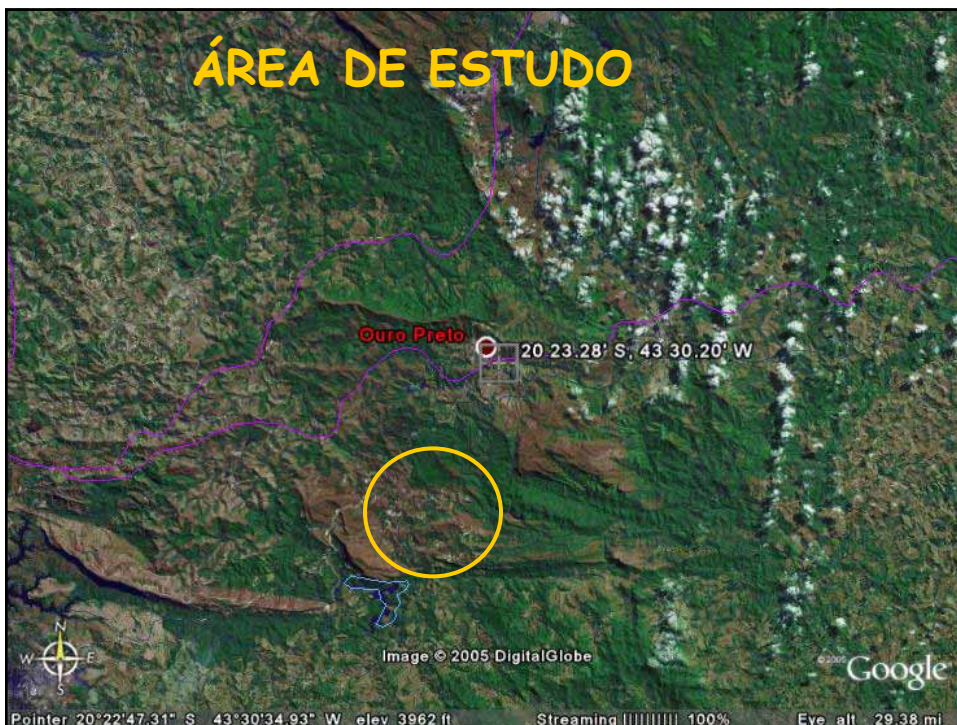 ÁREA DE ESTUDO
Ouro Preto
20 23.28' S, 43 30.20' W
N
W E
S
Image © 2005 DigitalGlobe
© 2005 Google
Pointer 20°22'47.31" S 43°30'34.93" W elev 3962 ft Streaming |||||||||| 100% Eye alt 29.38 mi